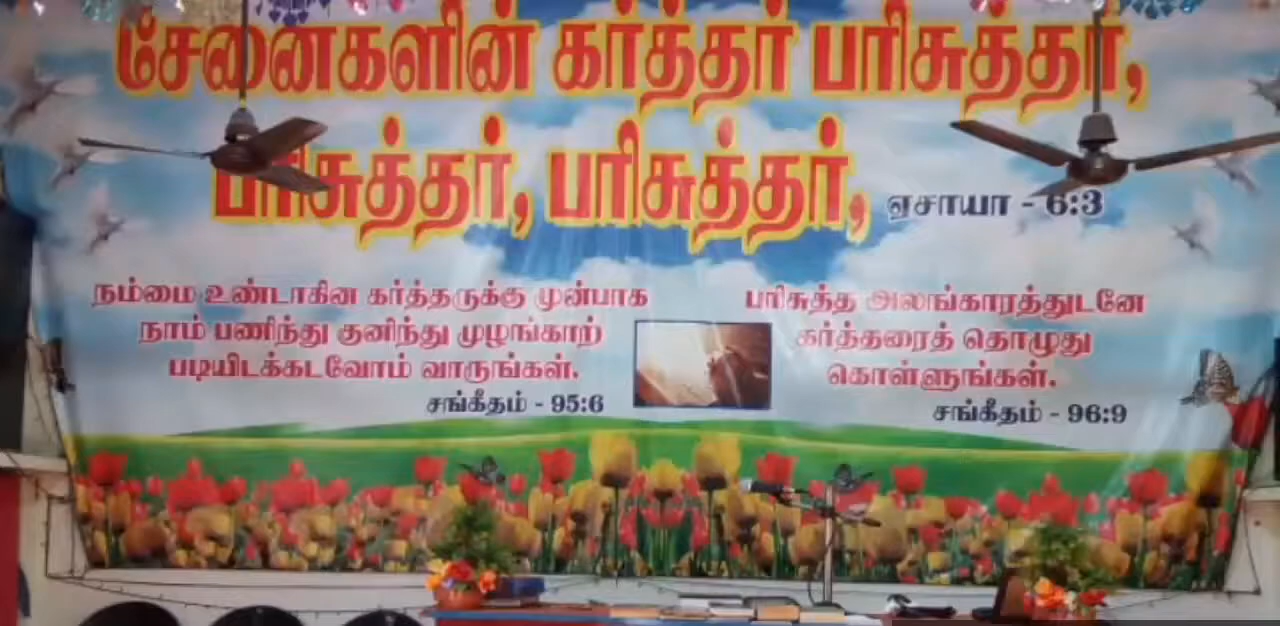 சேனைகளின் கர்த்தர் பரிசுத்தர்,
பரிசுத்தர், பரிசுத்தர், ஏசாயா - 6:3
நம்மை உண்டாகின கர்த்தருக்கு முன்பாக
நாம் பணிந்து குனிந்து முழங்காற்
படியிடக்கடவோம் வாருங்கள்.
சங்கீதம் - 95:6
பரிசுத்த அலங்காரத்துடனே
கர்த்தரைத் தொழுது
கொள்ளுங்கள்.
சங்கீதம் - 96:9